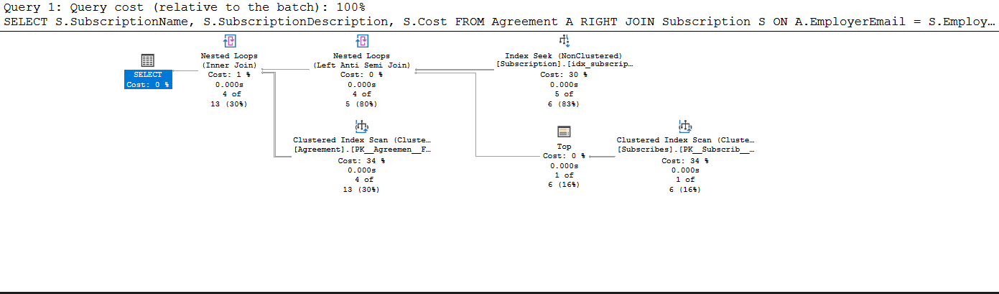 Query 1: Query cost (relative to the batch): 100%
SELECT S.SubscriptionName, S.SubscriptionDescription, S.Cost FROM Agreement A RIGHT JOIN Subscription S ON A.EmployerEmail = S.Employ…
SELECT
Cost: 0 %
Nested Loops
(Inner Join)
Cost: 1 %
0.000s
4 of
13 (30%)
Nested Loops
(Left Anti Semi Join)
Cost: 0 %
0.000s
4 of
5 (80%)
Index Seek (NonClustered)
[Subscription].[idx_subscrip…
Cost: 30 %
0.000s
5 of
6 (83%)
Clustered Index Scan (Cluste…
[Agreement].[PK__Agreemen__F…
Cost: 34 %
0.000s
4 of
13 (30%)
Top
Cost: 0 %
0.000s
1 of
6 (16%)
Clustered Index Scan (Cluste…
[Subscribes].[PK__Subscrib__…
Cost: 34 %
0.000s
1 of
6 (16%)